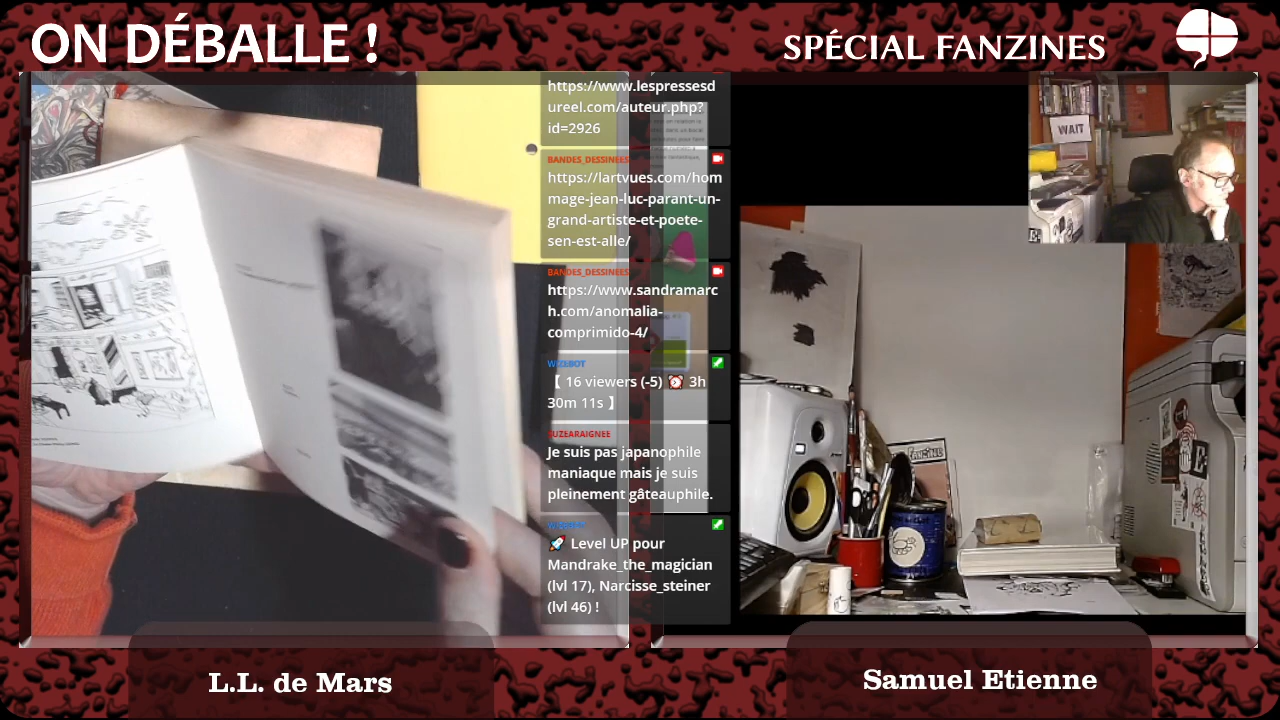 ON DÉBALLE !
SPÉCIAL FANZINES
https://www.lespressesd
ureel.com/auteur.php?
id=2926
BANDES_DESSINEES
https://lartvues.com/hom
mage-jean-luc-parant-un-
grand-artiste-et-poete-
sen-est-alle/
BANDES_DESSINEES
https://www.sandramarc
h.com/anomalia-
comprimido-4/
WIZEBOT
【 16 viewers (-5) ⏰ 3h
30m 11s 】
SUZEARAIGNEE
Je suis pas japanophile
maniaque mais je suis
pleinement gâteauphile.
🚀 Level UP pour
Mandrake_the_magician
(lvl 17), Narcisse_steiner
(lvl 46) !
WAIT
FANZINE
L.L. de Mars
Samuel Etienne